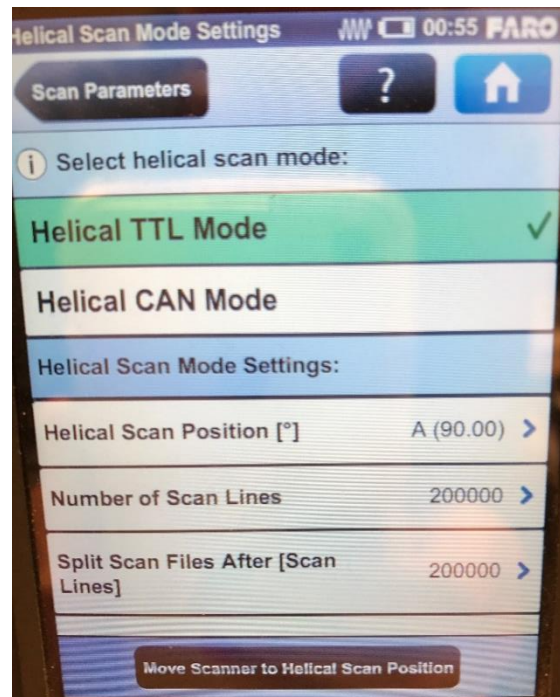 Helical Scan Mode Settings 00:55 FARO
Scan Parameters ?
i Select helical scan mode:
Helical TTL Mode
Helical CAN Mode
Helical Scan Mode Settings:
Helical Scan Position [°] A (90.00)
Number of Scan Lines 200000
Split Scan Files After [Scan
Lines] 200000
Move Scanner to Helical Scan Position